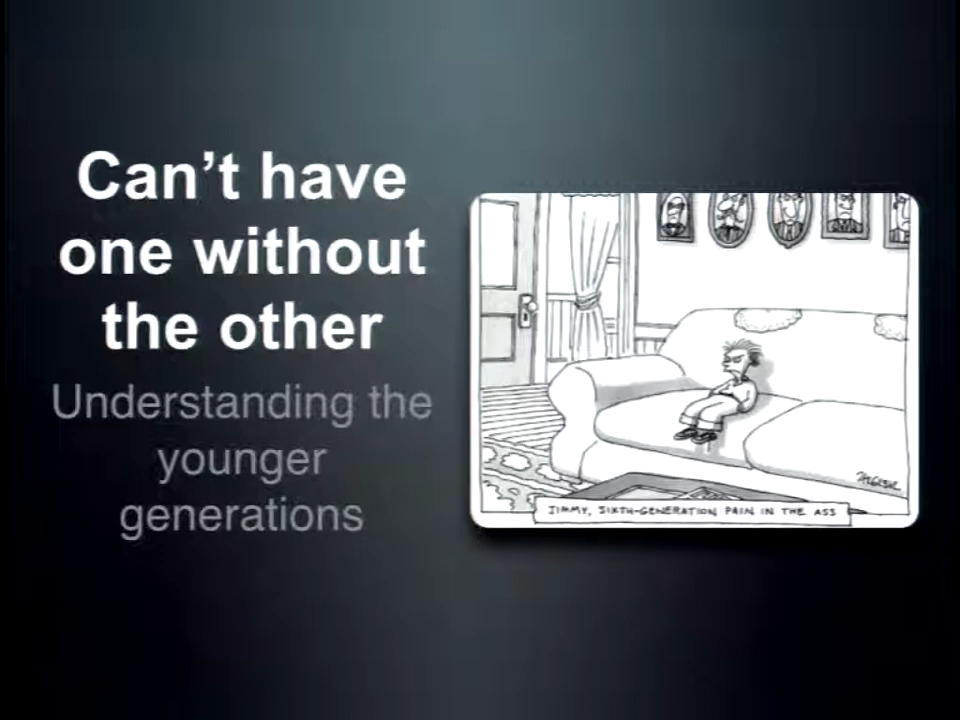 Can’t have
one without
the other
Understanding the
younger
generations
JIMMY, SIXTH-GENERATION PAIN IN THE ASS